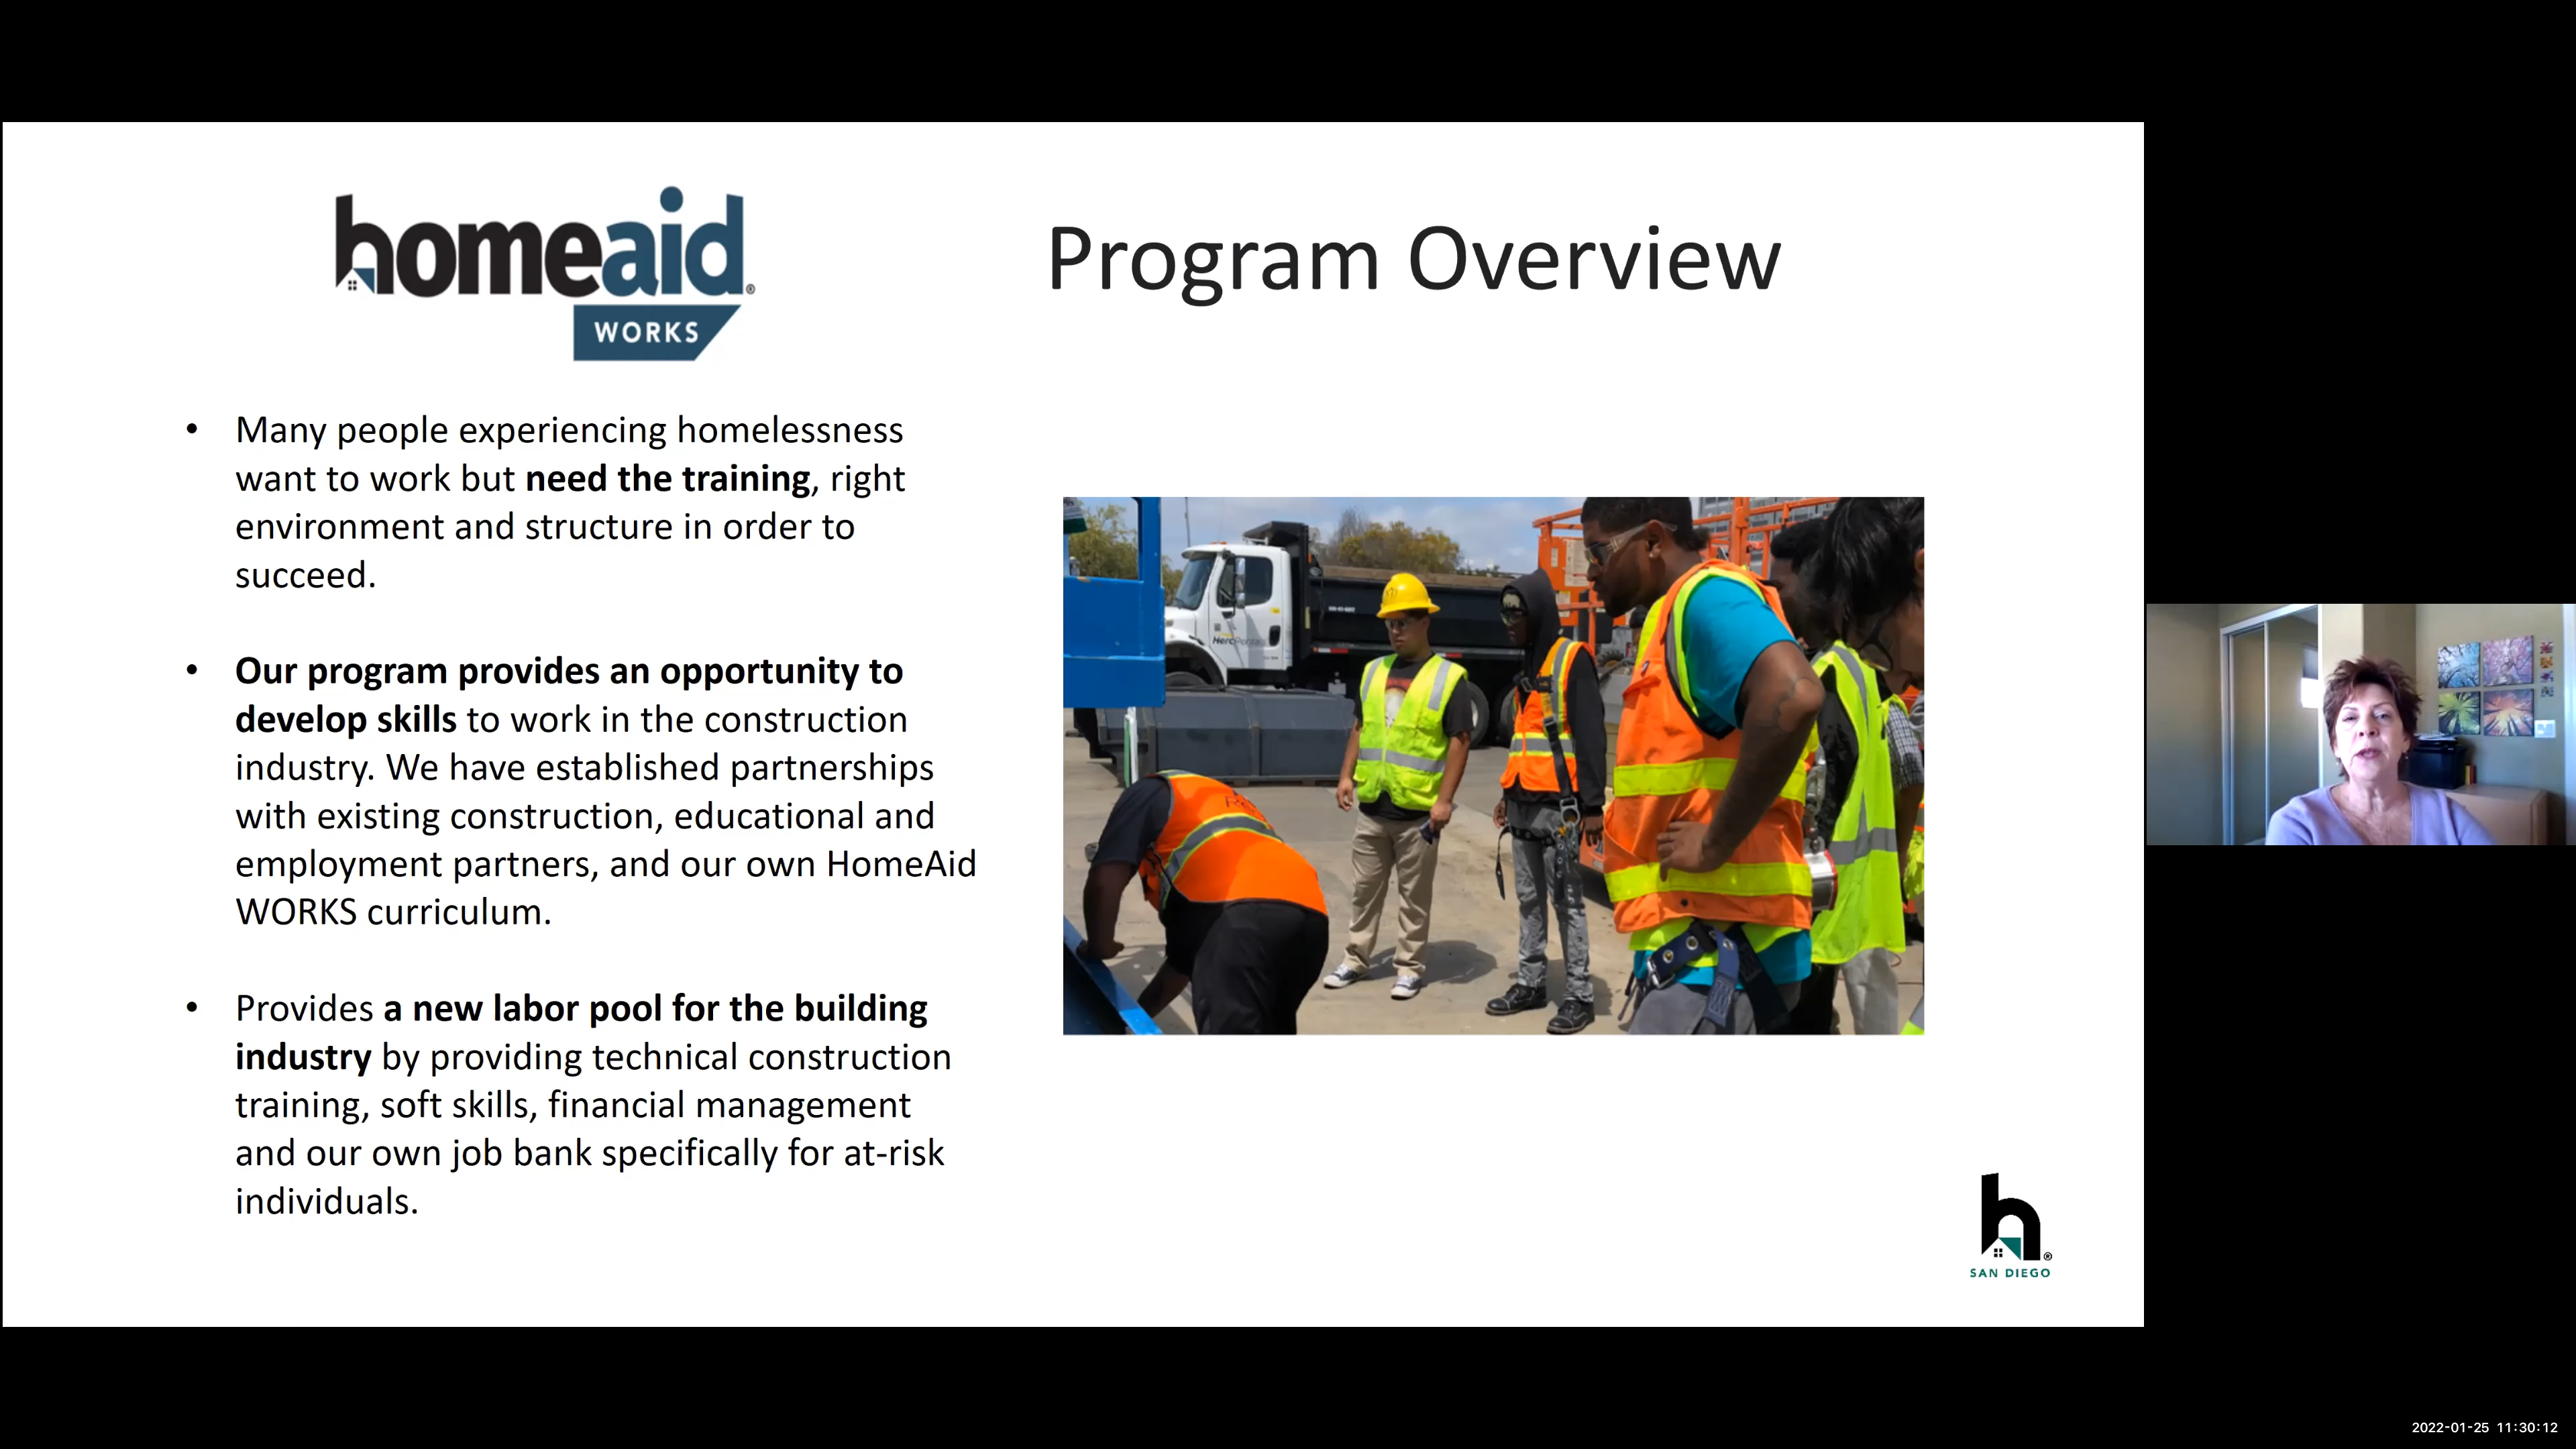 homeaid®
WORKS
Program Overview
• Many people experiencing homelessness
want to work but need the training, right
environment and structure in order to
succeed.
• Our program provides an opportunity to
develop skills to work in the construction
industry. We have established partnerships
with existing construction, educational and
employment partners, and our own HomeAid
WORKS curriculum.
• Provides a new labor pool for the building
industry by providing technical construction
training, soft skills, financial management
and our own job bank specifically for at-risk
individuals.
HercRentals
h®
SAN DIEGO
2022-01-25 11:30:12